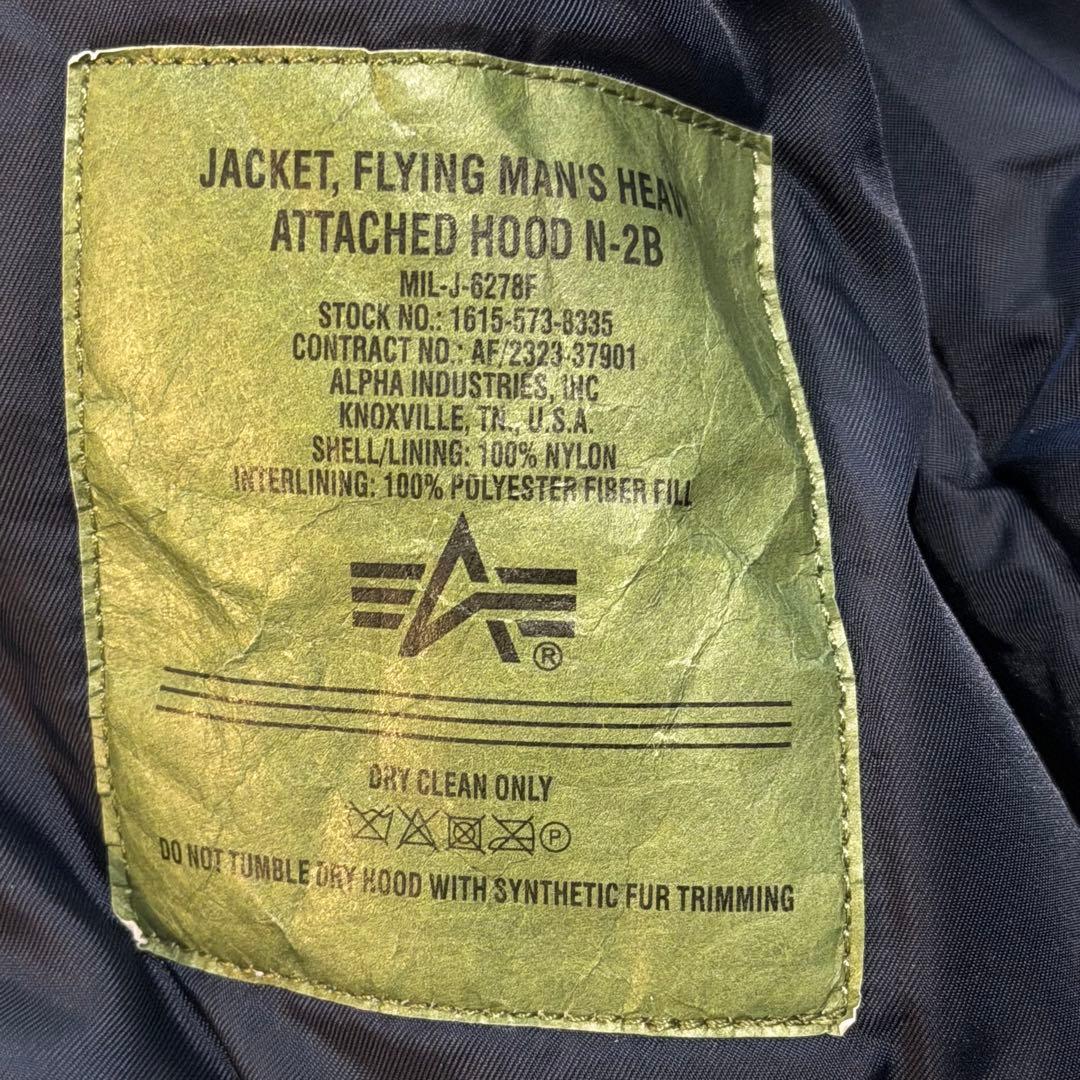 JACKET, FLYING MAN'S HEAVY
ATTACHED HOOD N-2B
MIL-J-6278F
STOCK NO.: 1615-573-8335
CONTRACT NO.: AF/2323-37901
ALPHA INDUSTRIES, INC
KNOXVILLE, TN., U.S.A.
SHELL/LINING: 100% NYLON
INTERLINING: 100% POLYESTER FIBER FILL
®
DRY CLEAN ONLY
P
DO NOT TUMBLE DRY HOOD WITH SYNTHETIC FUR TRIMMING